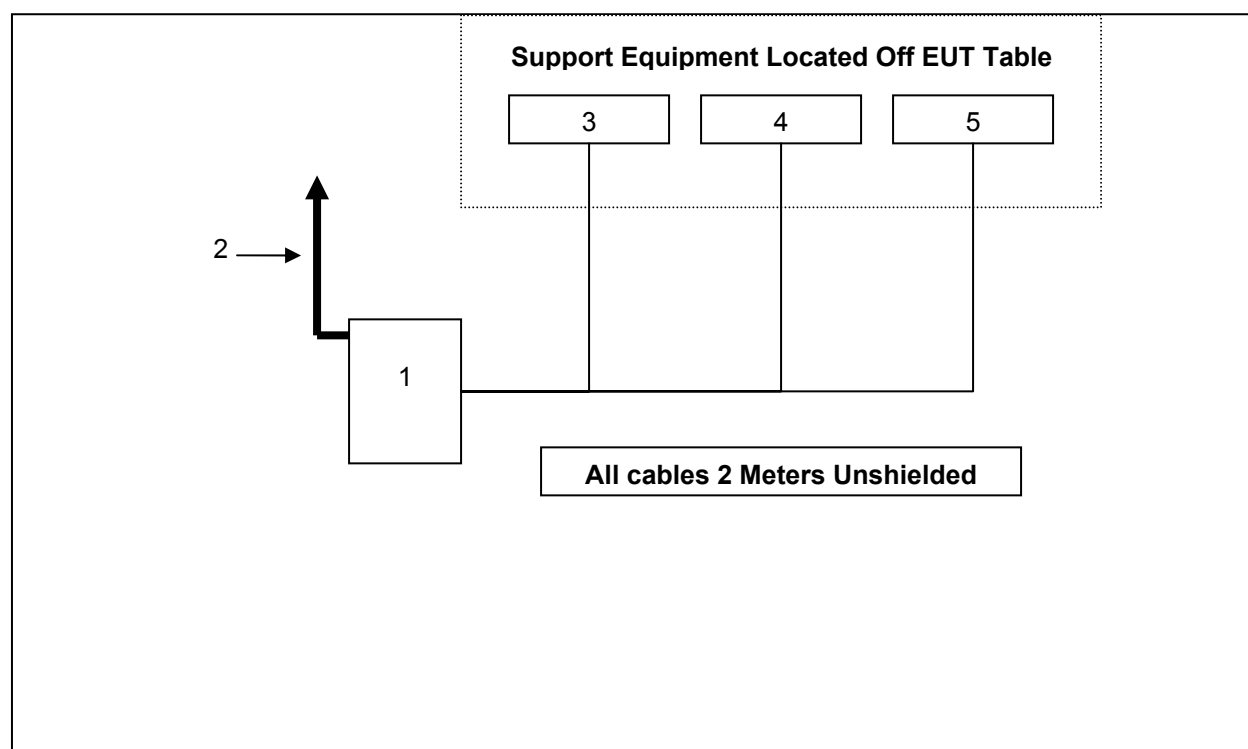 Support Equipment Located Off EUT Table
3 4 5
2
1
All cables 2 Meters Unshielded